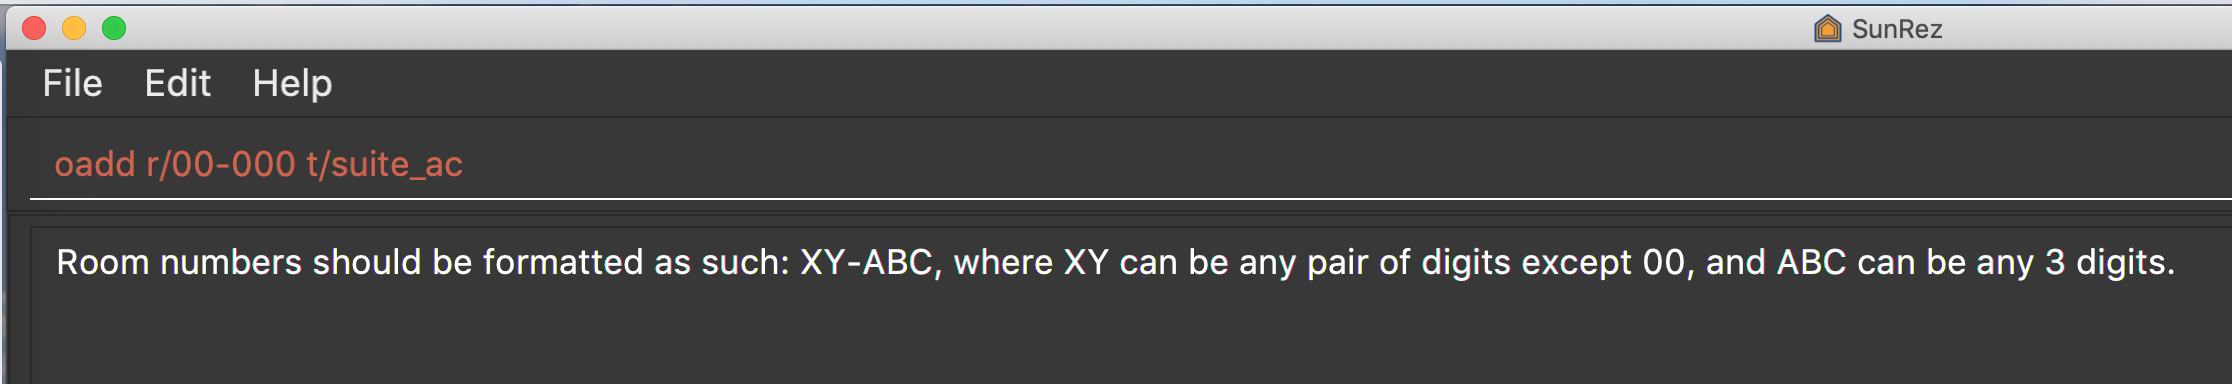 SunRez
File Edit Help
oadd r/00-000 t/suite_ac
Room numbers should be formatted as such: XY-ABC, where XY can be any pair of digits except 00, and ABC can be any 3 digits.